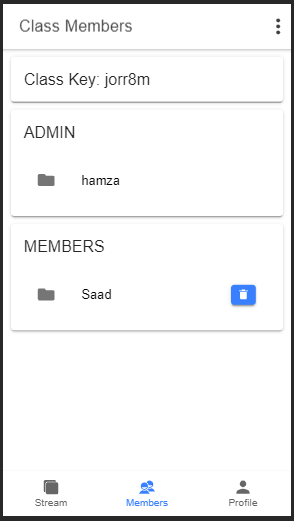 Class Members
Class Key: jorr8m
ADMIN
hamza
MEMBERS
Saad
Stream Members Profile